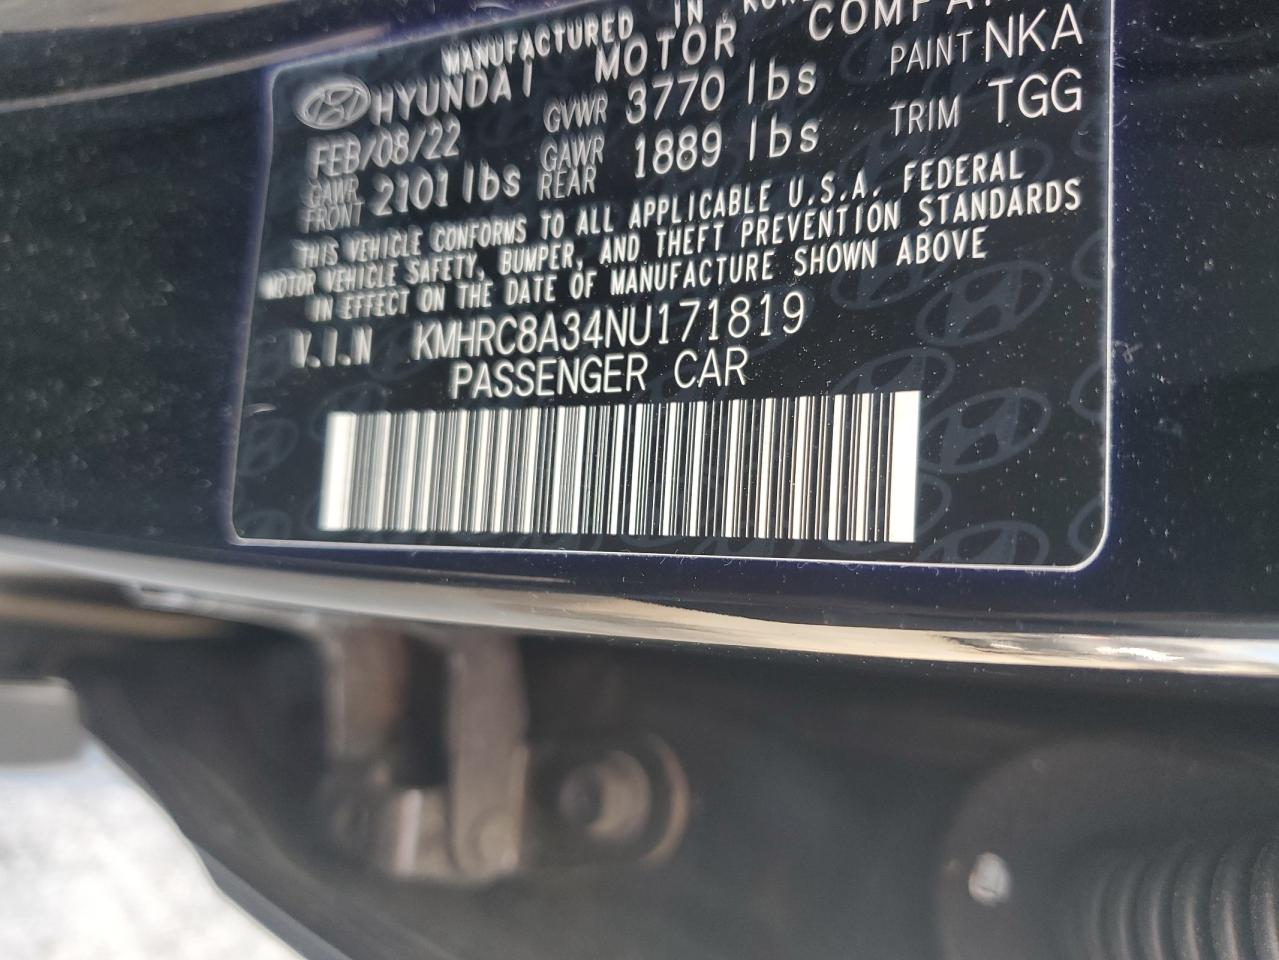 MANUFACTURED IN
HYUNDAI MOTOR
FEB/08/22 GVWR 3770 lbs PAINT NKA
GAWR FRONT 2101 lbs GAWR REAR 1889 lbs TRIM TGG
THIS VEHICLE CONFORMS TO ALL APPLICABLE U.S.A. FEDERAL
MOTOR VEHICLE SAFETY, BUMPER, AND THEFT PREVENTION STANDARDS
IN EFFECT ON THE DATE OF MANUFACTURE SHOWN ABOVE
V.I.N KMHRC8A34NU171819
PASSENGER CAR